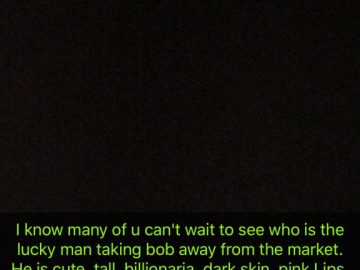 I know many of u can't wait to see who is the
lucky man taking bob away from the market.
He is cute, tall, billionaria, dark skin, pink Lips